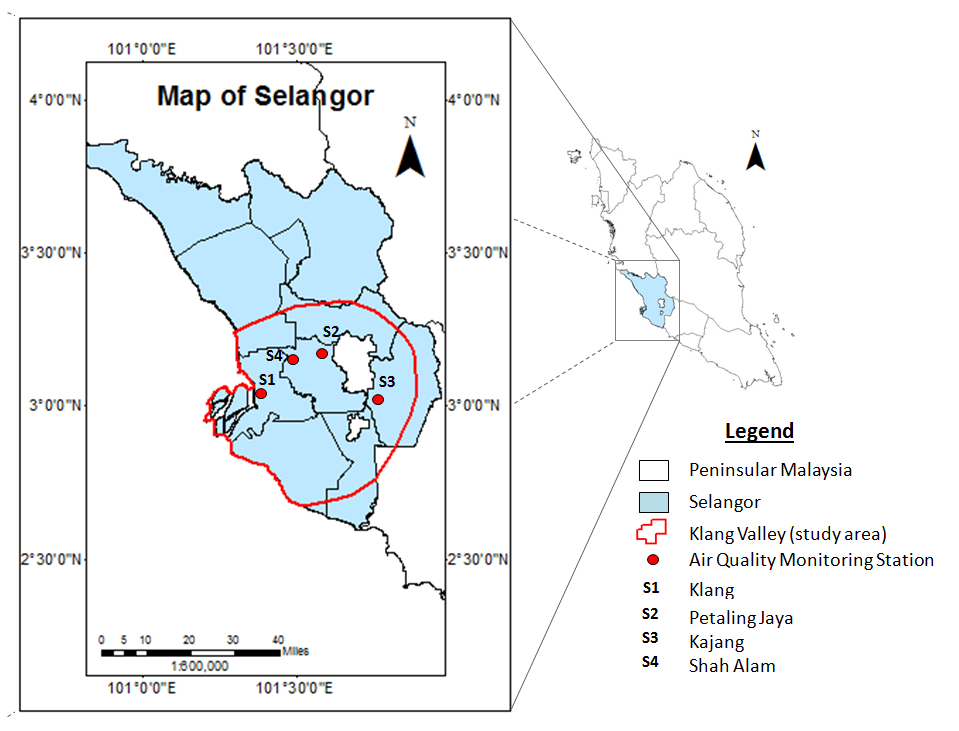 101°0'0"E 101°30'0"E
Map of Selangor
N
4°0'0"N 4°0'0"N
N
3°30'0"N 3°30'0"N
S2
S4
S1 S3
3°0'0"N 3°0'0"N
2°30'0"N 2°30'0"N
0 5 10 20 30 40
Miles
1:600,000
101°0'0"E 101°30'0"E
Legend
Peninsular Malaysia
Selangor
Klang Valley (study area)
Air Quality Monitoring Station
S1 Klang
S2 Petaling Jaya
S3 Kajang
S4 Shah Alam